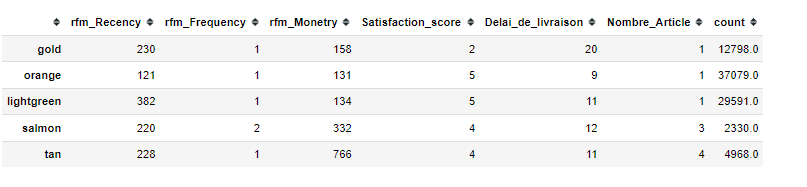 rfm_Recency rfm_Frequency rfm_Monetry Satisfaction_score Delai_de_livraison Nombre_Article count
gold 230 1 158 2 20 1 12798.0
orange 121 1 131 5 9 1 37079.0
lightgreen 382 1 134 5 11 1 29591.0
salmon 220 2 332 4 12 3 2330.0
tan 228 1 766 4 11 4 4968.0